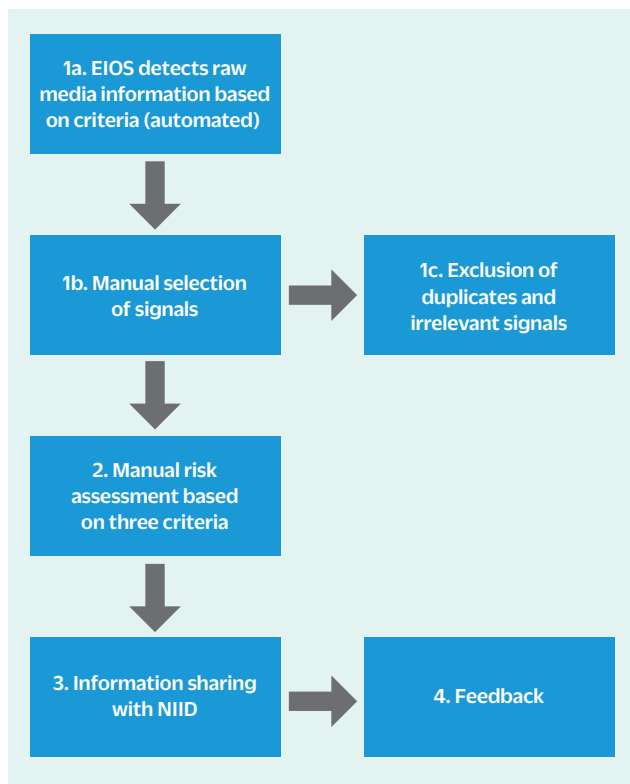 1a. EIOS detects raw
media information based
on criteria (automated)
1b. Manual selection
of signals
1c. Exclusion of
duplicates and
irrelevant signals
2. Manual risk
assessment based
on three criteria
3. Information sharing
with NIID
4. Feedback